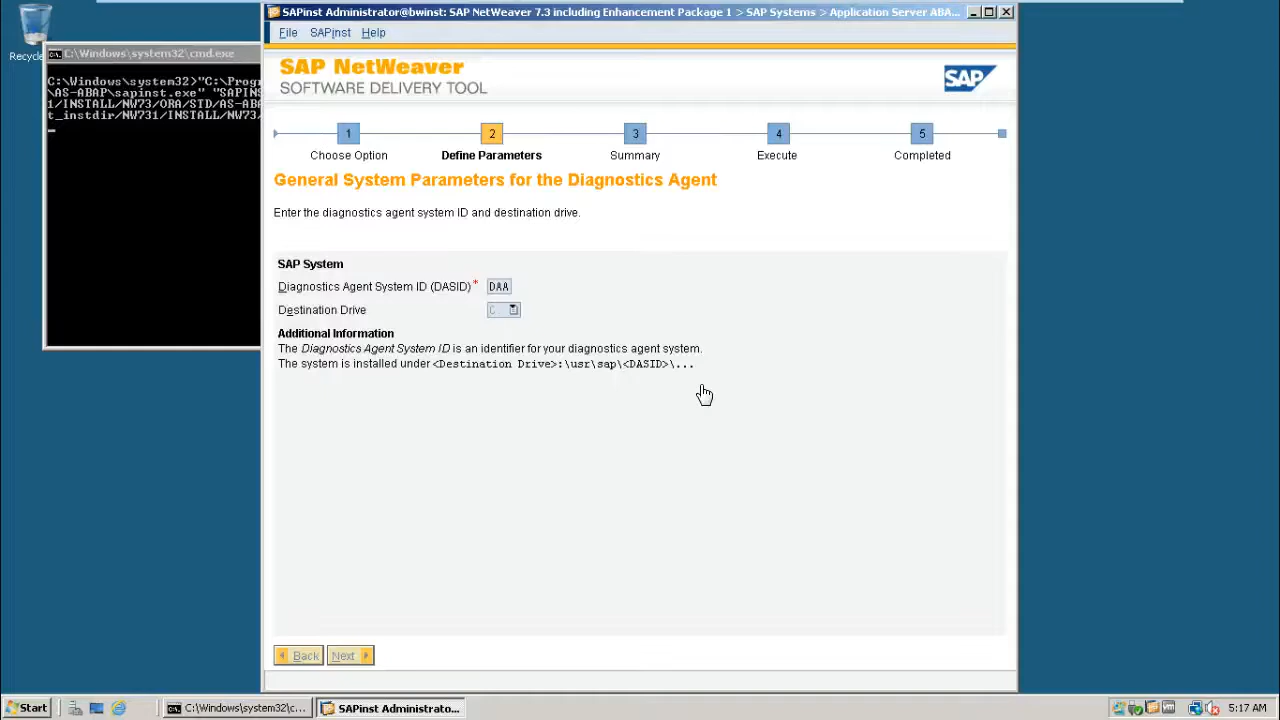 SAPinst Administrator@bwinst: SAP NetWeaver 7.3 including Enhancement Package 1 > SAP Systems > Application Server ABA...
Recycle
C:\Windows\system32\cmd.exe
File SAPinst Help
SAP NetWeaver
SOFTWARE DELIVERY TOOL
SAP
C:\Windows\system32>"C:\Progr
\AS-ABAP\sapinst.exe" "SAPINS
1/INSTALL/NW73/ORA/SID/AS-ABA
t_instdir/NW731/INSTALL/NW73/
1 2 3 4 5
Choose Option Define Parameters Summary Execute Completed
General System Parameters for the Diagnostics Agent
Enter the diagnostics agent system ID and destination drive.
SAP System
Diagnostics Agent System ID (DASID) * DAA
Destination Drive C
Additional Information
The Diagnostics Agent System ID is an identifier for your diagnostics agent system.
The system is installed under <Destination Drive>:\usr\sap\<DASID>\...
Back Next
Start C:\Windows\system32\c... SAPinst Administrato... 5:17 AM